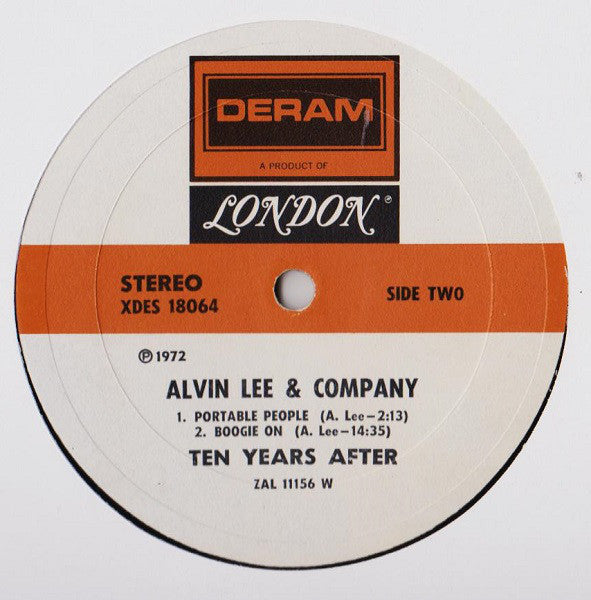 DERAM
A PRODUCT OF
LONDON®
STEREO
XDES 18064
SIDE TWO
℗ 1972
ALVIN LEE & COMPANY
1. PORTABLE PEOPLE (A. Lee–2:13)
2. BOOGIE ON (A. Lee–14:35)
TEN YEARS AFTER
ZAL 11156 W